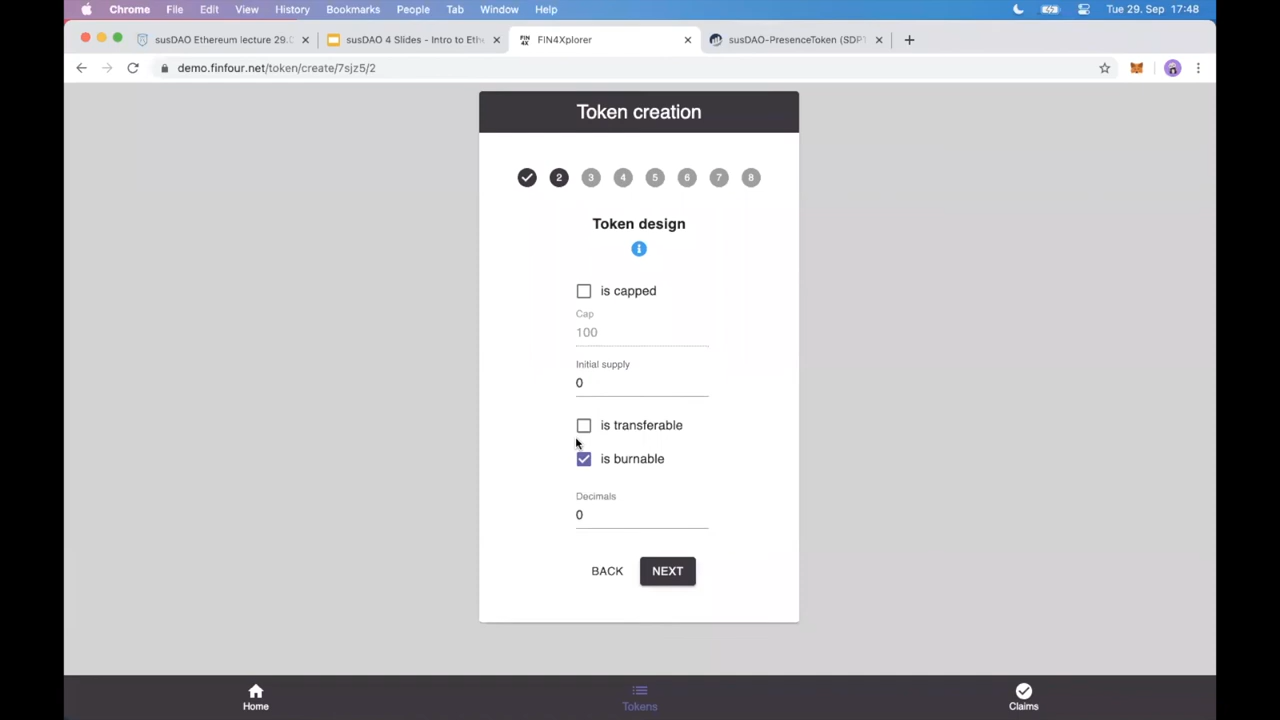 Chrome File Edit View History Bookmarks People Tab Window Help Tue 29. Sep 17:48
susDAO Ethereum lecture 29. susDAO 4 Slides - Intro to Eth FIN4Xplorer susDAO-PresenceToken (SDPT
demo.finfour.net/token/create/7sjz5/2
Token creation
2 3 4 5 6 7 8
Token design
is capped
Cap
100
Initial supply
0
is transferable
is burnable
Decimals
0
BACK NEXT
Home Tokens Claims